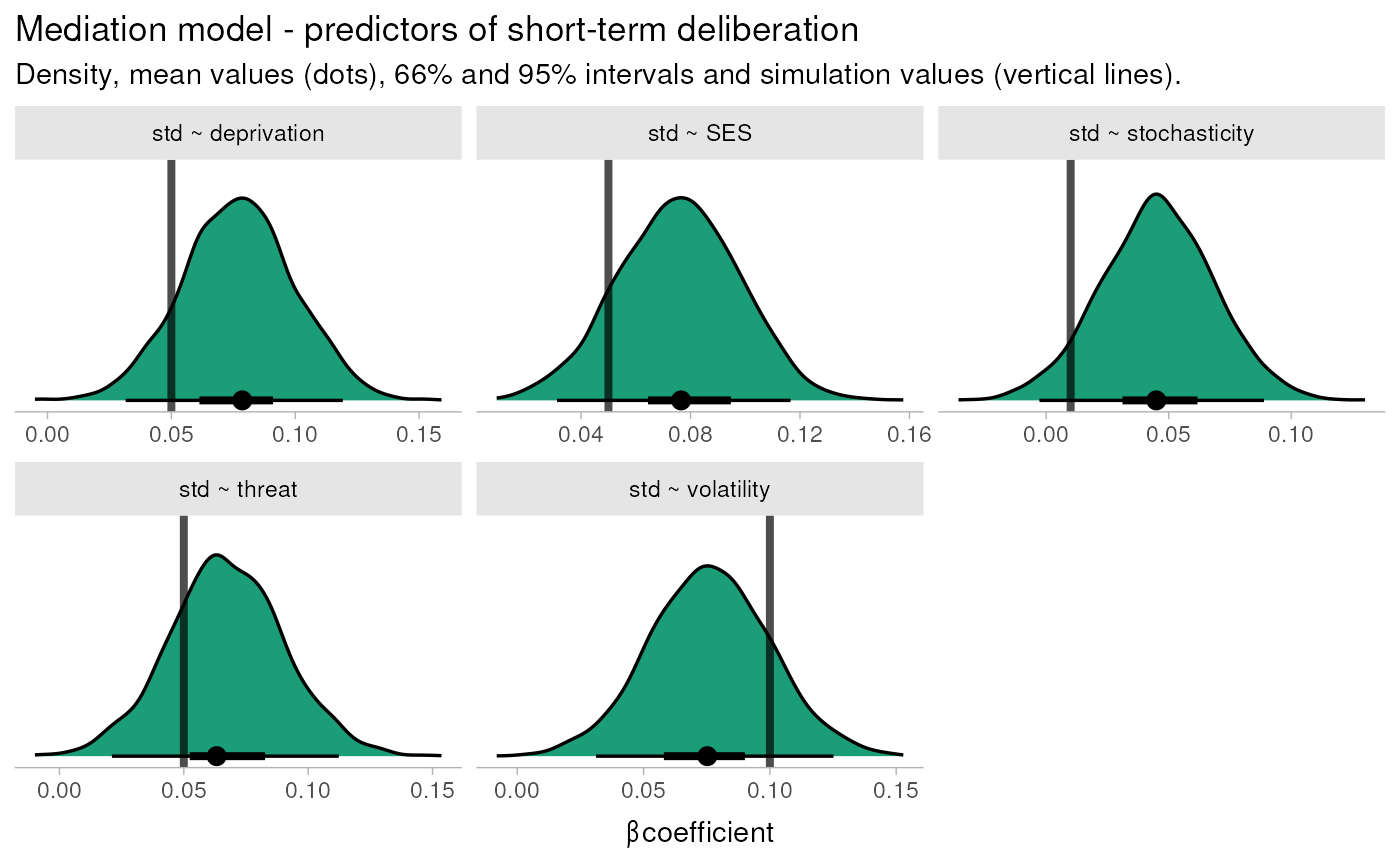 Mediation model - predictors of short-term deliberation
Density, mean values (dots), 66% and 95% intervals and simulation values (vertical lines).
std ~ deprivation
std ~ SES
std ~ stochasticity
0.00 0.05 0.10 0.15
0.04 0.08 0.12 0.16
0.00 0.05 0.10
std ~ threat
std ~ volatility
0.00 0.05 0.10 0.15
0.00 0.05 0.10 0.15
βcoefficient